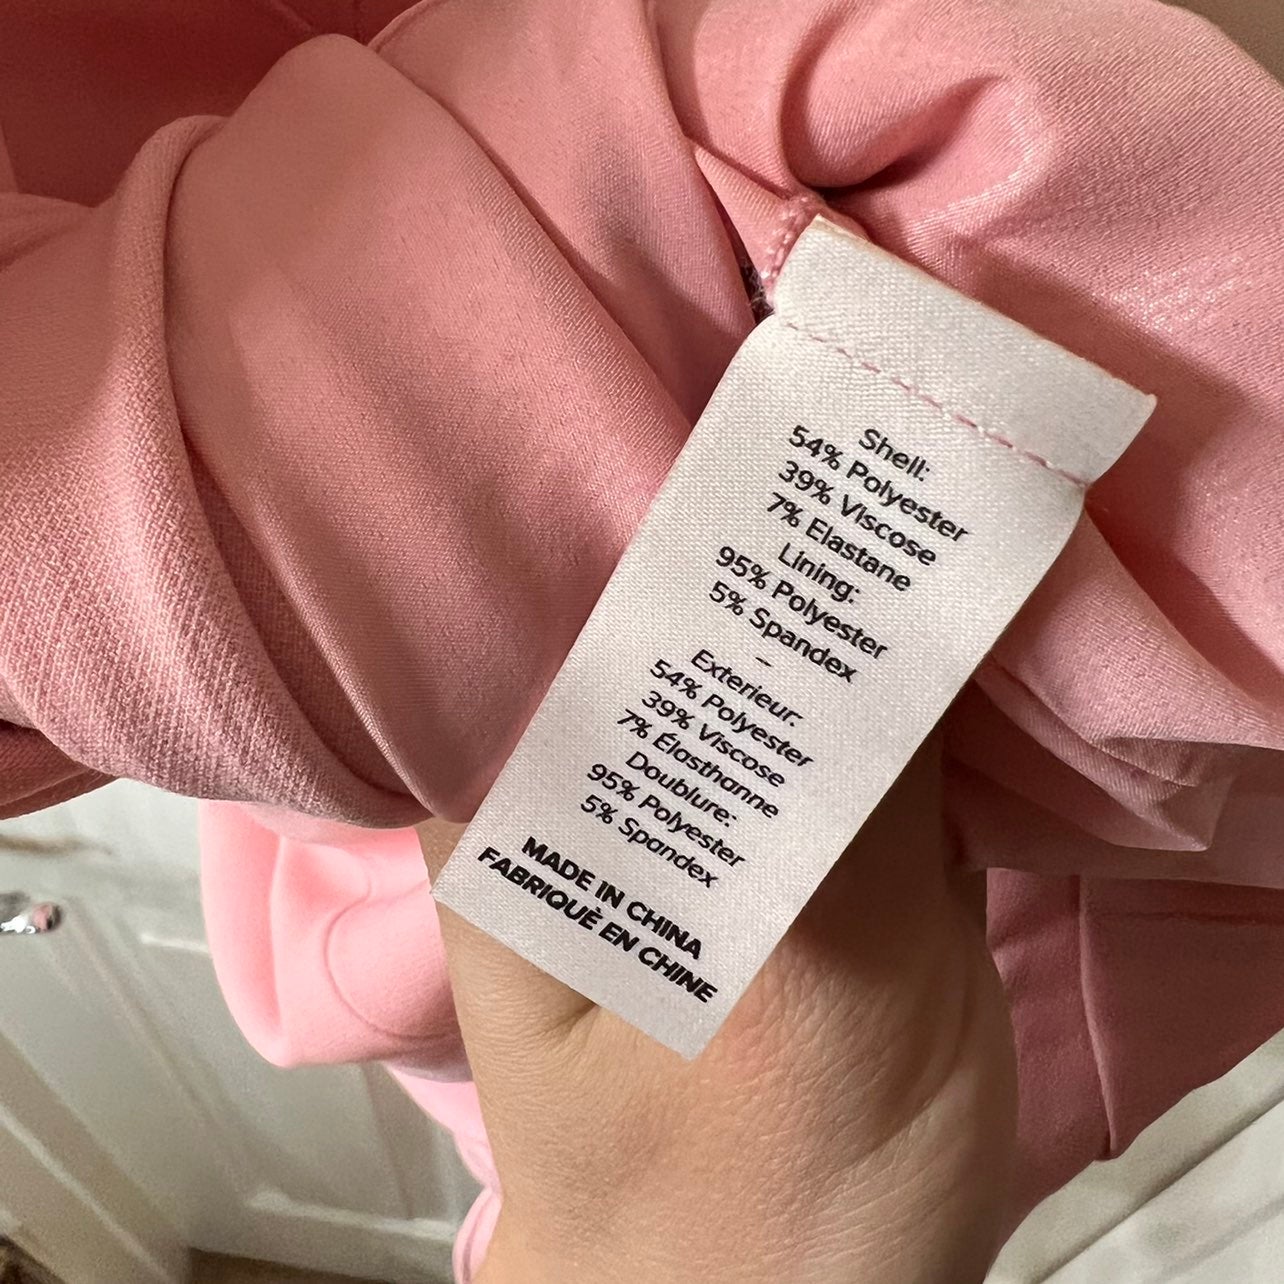 Shell:
54% Polyester
39% Viscose
7% Elastane
Lining:
95% Polyester
5% Spandex
–
Exterieur:
54% Polyester
39% Viscose
7% Élasthanne
Doublure:
95% Polyester
5% Spandex
MADE IN CHINA
FABRIQUÈ EN CHINE